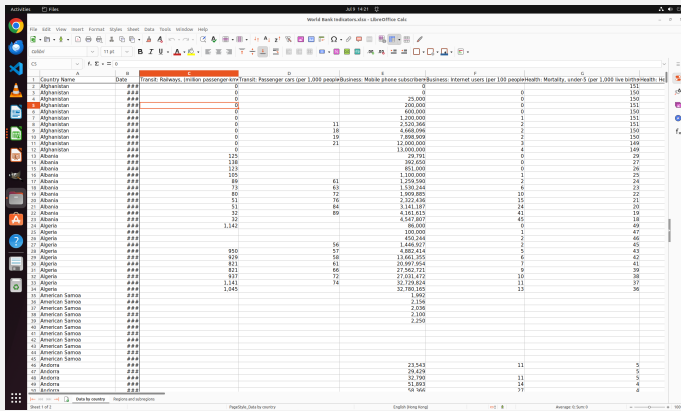 Activities Files Jul 5 14:21
World Bank Indicators.xlsx - LibreOffice Calc
File Edit View Insert Format Styles Sheet Data Tools Window Help
Calibri 11 pt
C5 0
A B C D E F G
1 Country Name Date Transit: Railways, (million passenger-km Transit: Passenger cars (per 1,000 people Business: Mobile phone subscriber Business: Internet users (per 100 people Health: Mortality, under-5 (per 1,000 live birth Health: He
2 Afghanistan ### 0 0 151
3 Afghanistan ### 0 0 0 151
4 Afghanistan ### 0 25,000 0 151
5 Afghanistan ### 0 200,000 0 151
6 Afghanistan ### 0 600,000 0 151
7 Afghanistan ### 0 1,200,000 1 151
8 Afghanistan ### 0 11 2,520,366 2 151
9 Afghanistan ### 0 18 4,668,096 2 151
10 Afghanistan ### 0 19 7,898,909 2 150
11 Afghanistan ### 0 21 12,000,000 3 149
12 Afghanistan ### 0 13,000,000 4 149
13 Albania ### 125 29,791 0 29
14 Albania ### 138 392,650 0 27
15 Albania ### 123 851,000 0 26
16 Albania ### 105 1,100,000 1 25
17 Albania ### 89 61 1,259,590 2 24
18 Albania ### 73 63 1,530,244 6 23
19 Albania ### 80 72 1,909,885 10 22
20 Albania ### 51 76 2,322,436 15 21
21 Albania ### 51 84 3,141,187 24 20
22 Albania ### 32 89 4,161,615 41 19
23 Albania ### 32 4,547,807 45 18
24 Algeria ### 1,142 86,000 0 49
25 Algeria ### 100,000 1 47
26 Algeria ### 450,244 2 46
27 Algeria ### 56 1,446,927 2 45
28 Algeria ### 950 57 4,882,414 5 43
29 Algeria ### 929 58 13,661,355 6 42
30 Algeria ### 821 61 20,997,954 7 41
31 Algeria ### 821 66 27,562,721 9 39
32 Algeria ### 937 72 27,031,472 10 38
33 Algeria ### 1,141 74 32,729,824 11 37
34 Algeria ### 1,045 32,780,165 13 36
35 American Samoa ### 1,992
36 American Samoa ### 2,156
37 American Samoa ### 2,036
38 American Samoa ### 2,100
39 American Samoa ### 2,250
40 American Samoa ###
41 American Samoa ###
42 American Samoa ###
43 American Samoa ###
44 American Samoa ###
45 American Samoa ###
46 Andorra ### 23,543 11 5
47 Andorra ### 29,429 5
48 Andorra ### 32,790 11 5
49 Andorra ### 51,893 14 4
50 Andorra ### 58,366 27 4
Data by country Regions and subregions
Sheet 1 of 2 PageStyle_Data by country English (Hong Kong) Average: 0; Sum: 0 100